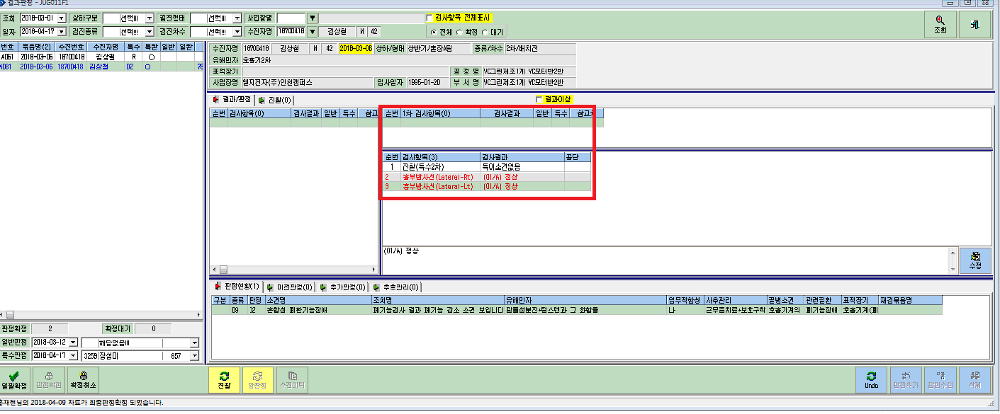 결과판정 - JUG011F1
조회 2018-03-01 상하구분 [선택]!! 검진형태 [선택]!! 사업장명 검사항목 전체표시
일자 2018-04-17 검진종류 [선택]!! 검진차수 [선택]!! 수진자명 18700418 김상철 M 42 전체 확정 대기 조회
번호 묶음명(2) 수진번호 수진자명 특수 특완 일반 일완
A061 2018-03-06 18700418 김상철 R ○
A081 2018-03-06 18700418 김상철 D2 ○ 76
수진자명 18700418 김상철 M 42 2018-03-06 상하/형태 상반기/출장A팀 종류/차수 2차/배치전
유해인자 호흡기2차
표적장기 공 정 명 VC그린제조1계 VC모터반2반
사업장명 엘지전자(주)인천캠퍼스 입사일자 1995-01-20 부 서 명 VC그린제조1계 VC모터반2반
결과/판정 진찰(0) 결과이상
순번 검사항목(0) 검사결과 일반 특수 참고
순번 1차 검사항목(0) 검사결과 일반 특수 참고치
순번 검사항목(3) 검사결과 공단
1 진찰(특수2차) 특이소견없음
2 흉부방사선(Lateral-Rt) (01/A) 정상
3 흉부방사선(Lateral-Lt) (01/A) 정상
(01/A) 정상
수정
판정현황(1) 이전판정(0) 추가판정(0) 추후관리(0)
구분 종류 판정 소견명 조치명 유해인자 업무적합성 사후관리 질병소견 관련질환 표적장기 재검묶음명
09 D2 혼합성 폐환기능장애 폐기능검사 결과 폐기능 감소 소견 보입니다 광물성분진+텅스텐과 그 화합물 나 근무중치료+보호구착 호흡기계의 폐기능장애 호흡기계(폐
판정확정 2 확정대기 0
일반판정 2018-03-12 해당없음!!!
특수판정 2018-04-17 3259 657
일괄확정 판정확정 확정취소 진찰 암판정 수진이력 Undo 판정추가 판정수정 삭제
홍재현님의 2018-04-09 자료가 최종판정확정 되었습니다.